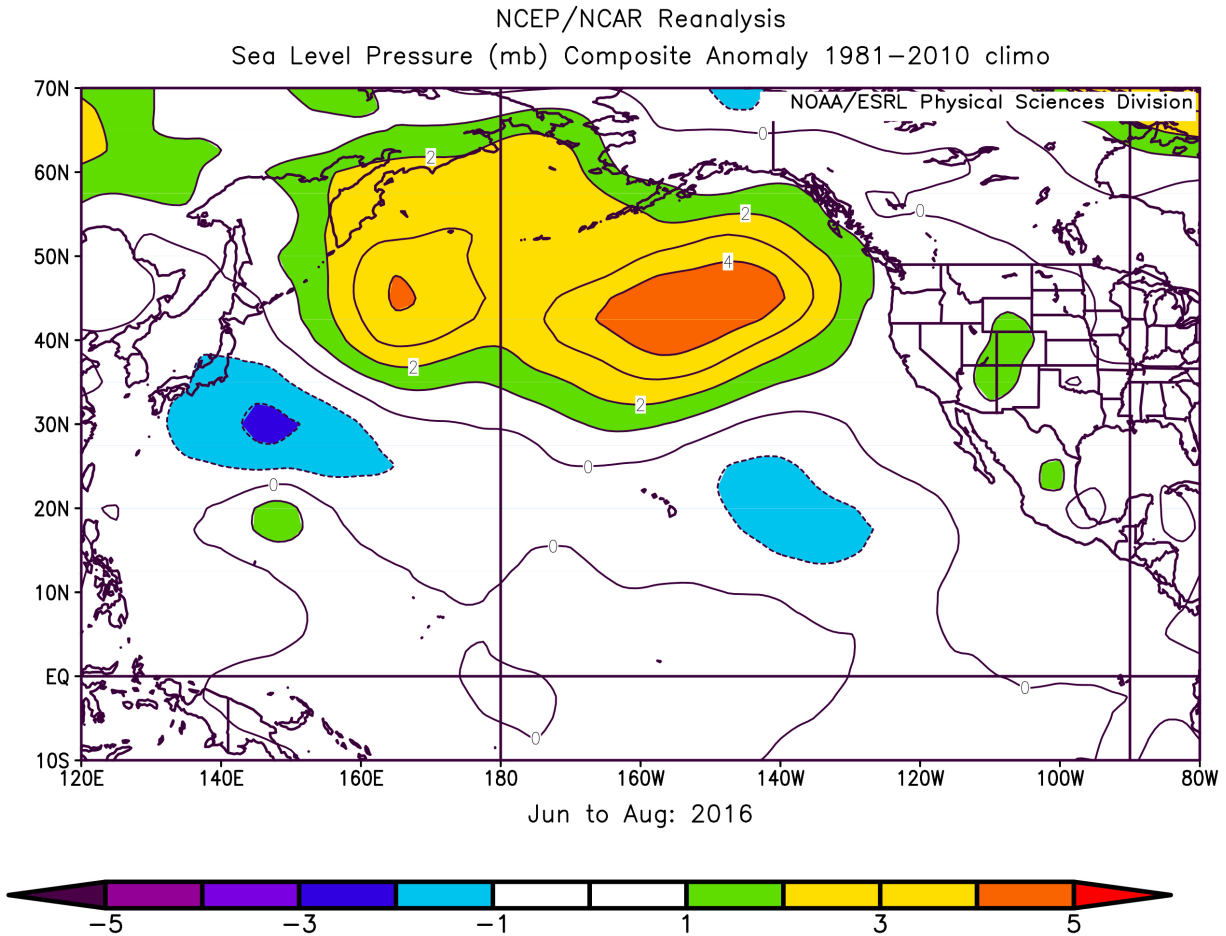 NCEP/NCAR Reanalysis
Sea Level Pressure (mb) Composite Anomaly 1981−2010 climo
NOAA/ESRL Physical Sciences Division
70N
60N
50N
40N
30N
20N
10N
EQ
10S
0
2
0
2
4
2
2
0
0
0
0
0
120E 140E 160E 180 160W 140W 120W 100W 80W
Jun to Aug: 2016
−5 −3 −1 1 3 5